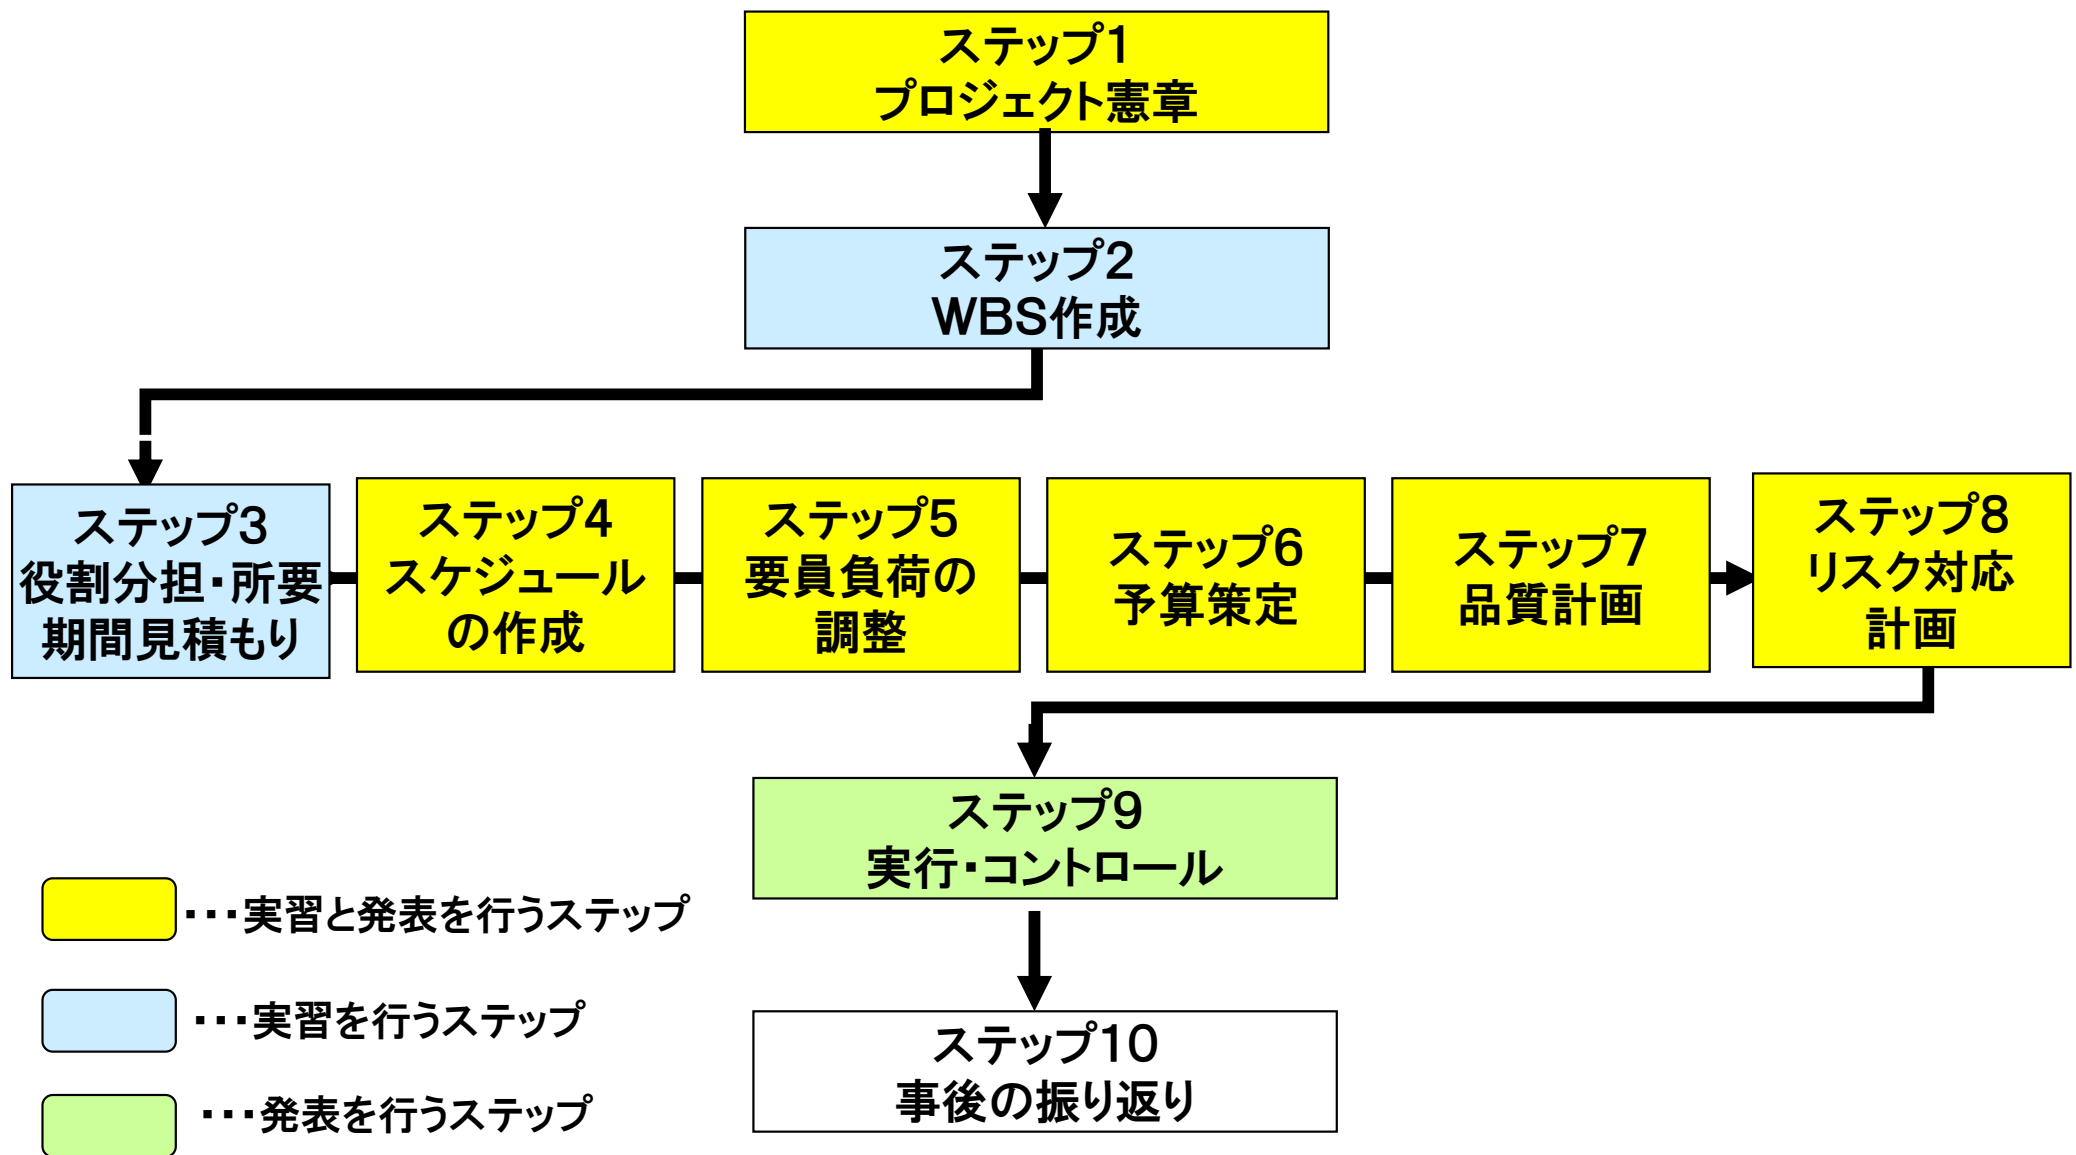 ステップ1
プロジェクト憲章
ステップ2
WBS作成
ステップ3
役割分担・所要
期間見積もり
ステップ4
スケジュール
の作成
ステップ5
要員負荷の
調整
ステップ6
予算策定
ステップ7
品質計画
ステップ8
リスク対応
計画
ステップ9
実行・コントロール
ステップ10
事後の振り返り
・・・実習と発表を行うステップ
・・・実習を行うステップ
・・・発表を行うステップ